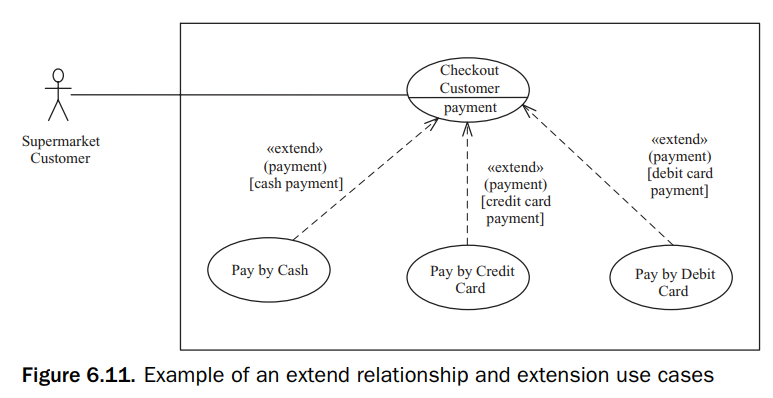 Checkout
Customer
payment
Supermarket
Customer
«extend»
(payment)
[cash payment]
«extend»
(payment)
[credit card
payment]
«extend»
(payment)
[debit card
payment]
Pay by Cash
Pay by Credit
Card
Pay by Debit
Card
Figure 6.11. Example of an extend relationship and extension use cases